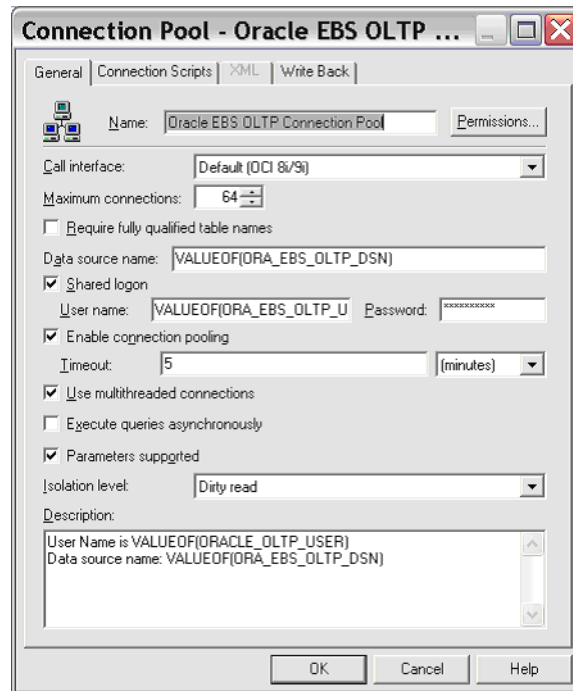 Connection Pool - Oracle EBS OLTP ...
General Connection Scripts XML Write Back
Name: Oracle EBS OLTP Connection Pool Permissions...
Call interface: Default (OCI 8i/9i)
Maximum connections: 64
Require fully qualified table names
Data source name: VALUEOF(ORA_EBS_OLTP_DSN)
Shared logon
User name: VALUEOF(ORA_EBS_OLTP_U Password: xxxxxxxxxx
Enable connection pooling
Timeout: 5 (minutes)
Use multithreaded connections
Execute queries asynchronously
Parameters supported
Isolation level: Dirty read
Description:
User Name is VALUEOF(ORACLE_OLTP_USER)
Data source name: VALUEOF(ORA_EBS_OLTP_DSN)
OK Cancel Help